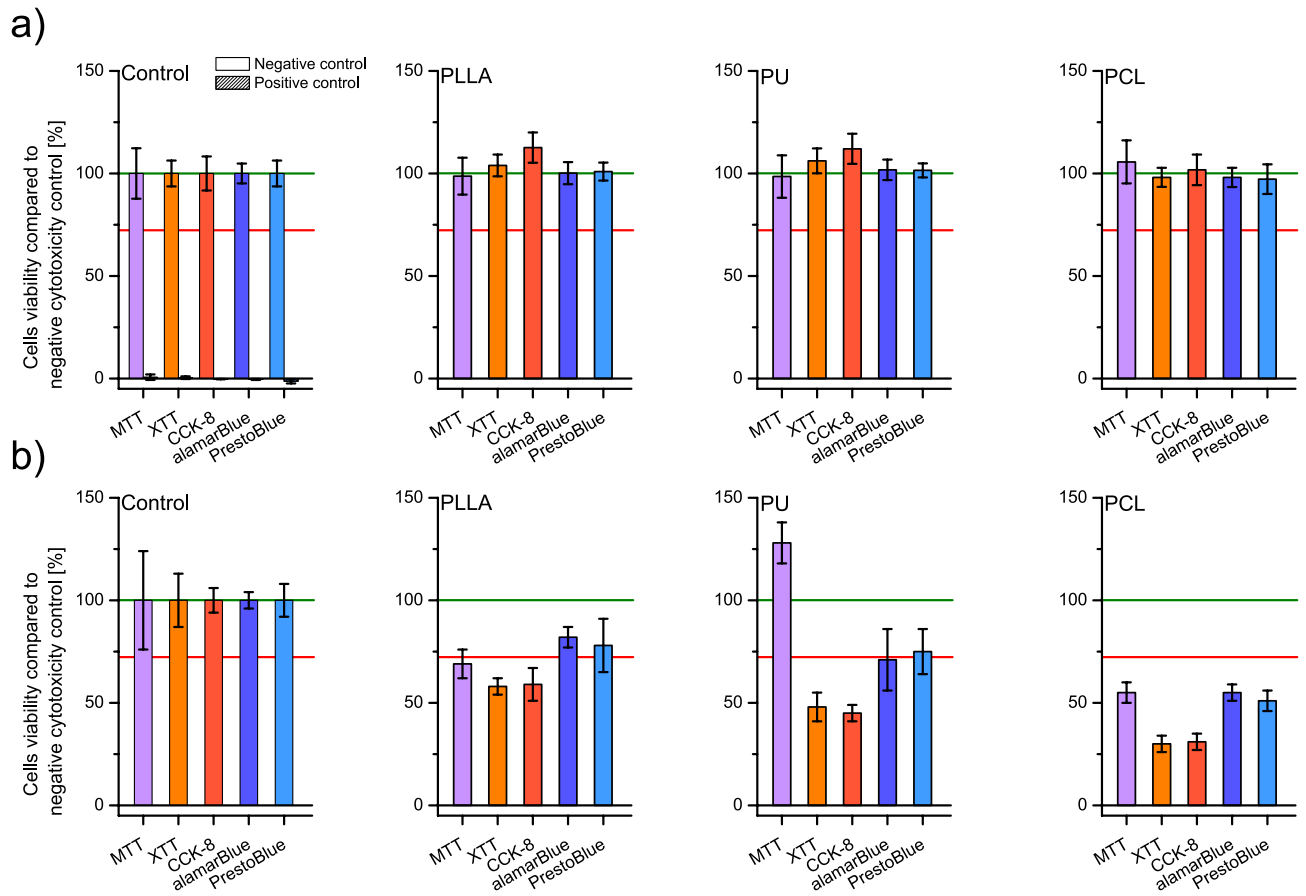 a)
Control
Negative control
Positive control
PLLA
PU
PCL
Cells viability compared to
negative cytotoxicity control [%]
150
100
50
0
MTT
XTT
CCK-8
alamarBlue
PrestoBlue
150
100
50
0
MTT
XTT
CCK-8
alamarBlue
PrestoBlue
150
100
50
0
MTT
XTT
CCK-8
alamarBlue
PrestoBlue
150
100
50
0
MTT
XTT
CCK-8
alamarBlue
PrestoBlue
b)
Control
PLLA
PU
PCL
Cells viability compared to
negative cytotoxicity control [%]
150
100
50
0
MTT
XTT
CCK-8
alamarBlue
PrestoBlue
150
100
50
0
MTT
XTT
CCK-8
alamarBlue
PrestoBlue
150
100
50
0
MTT
XTT
CCK-8
alamarBlue
PrestoBlue
150
100
50
0
MTT
XTT
CCK-8
alamarBlue
PrestoBlue